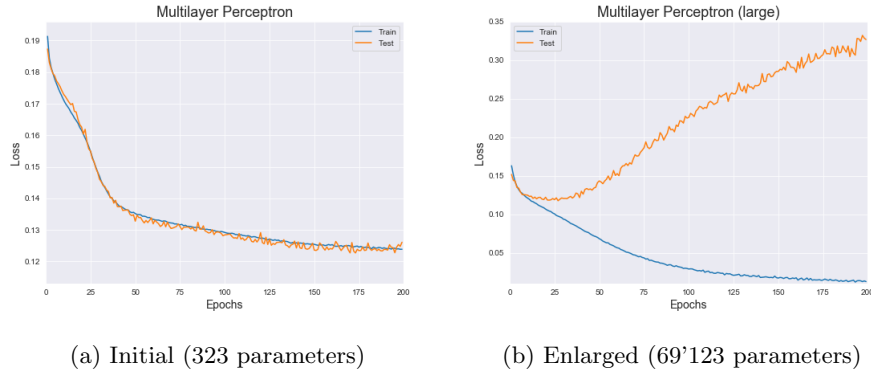 Multilayer Perceptron
Train
Test
0.19
0.18
0.17
0.16
0.15
0.14
0.13
0.12
Loss
0 25 50 75 100 125 150 175 200
Epochs
(a) Initial (323 parameters)
Multilayer Perceptron (large)
Train
Test
0.35
0.30
0.25
0.20
0.15
0.10
0.05
Loss
0 25 50 75 100 125 150 175 200
Epochs
(b) Enlarged (69'123 parameters)